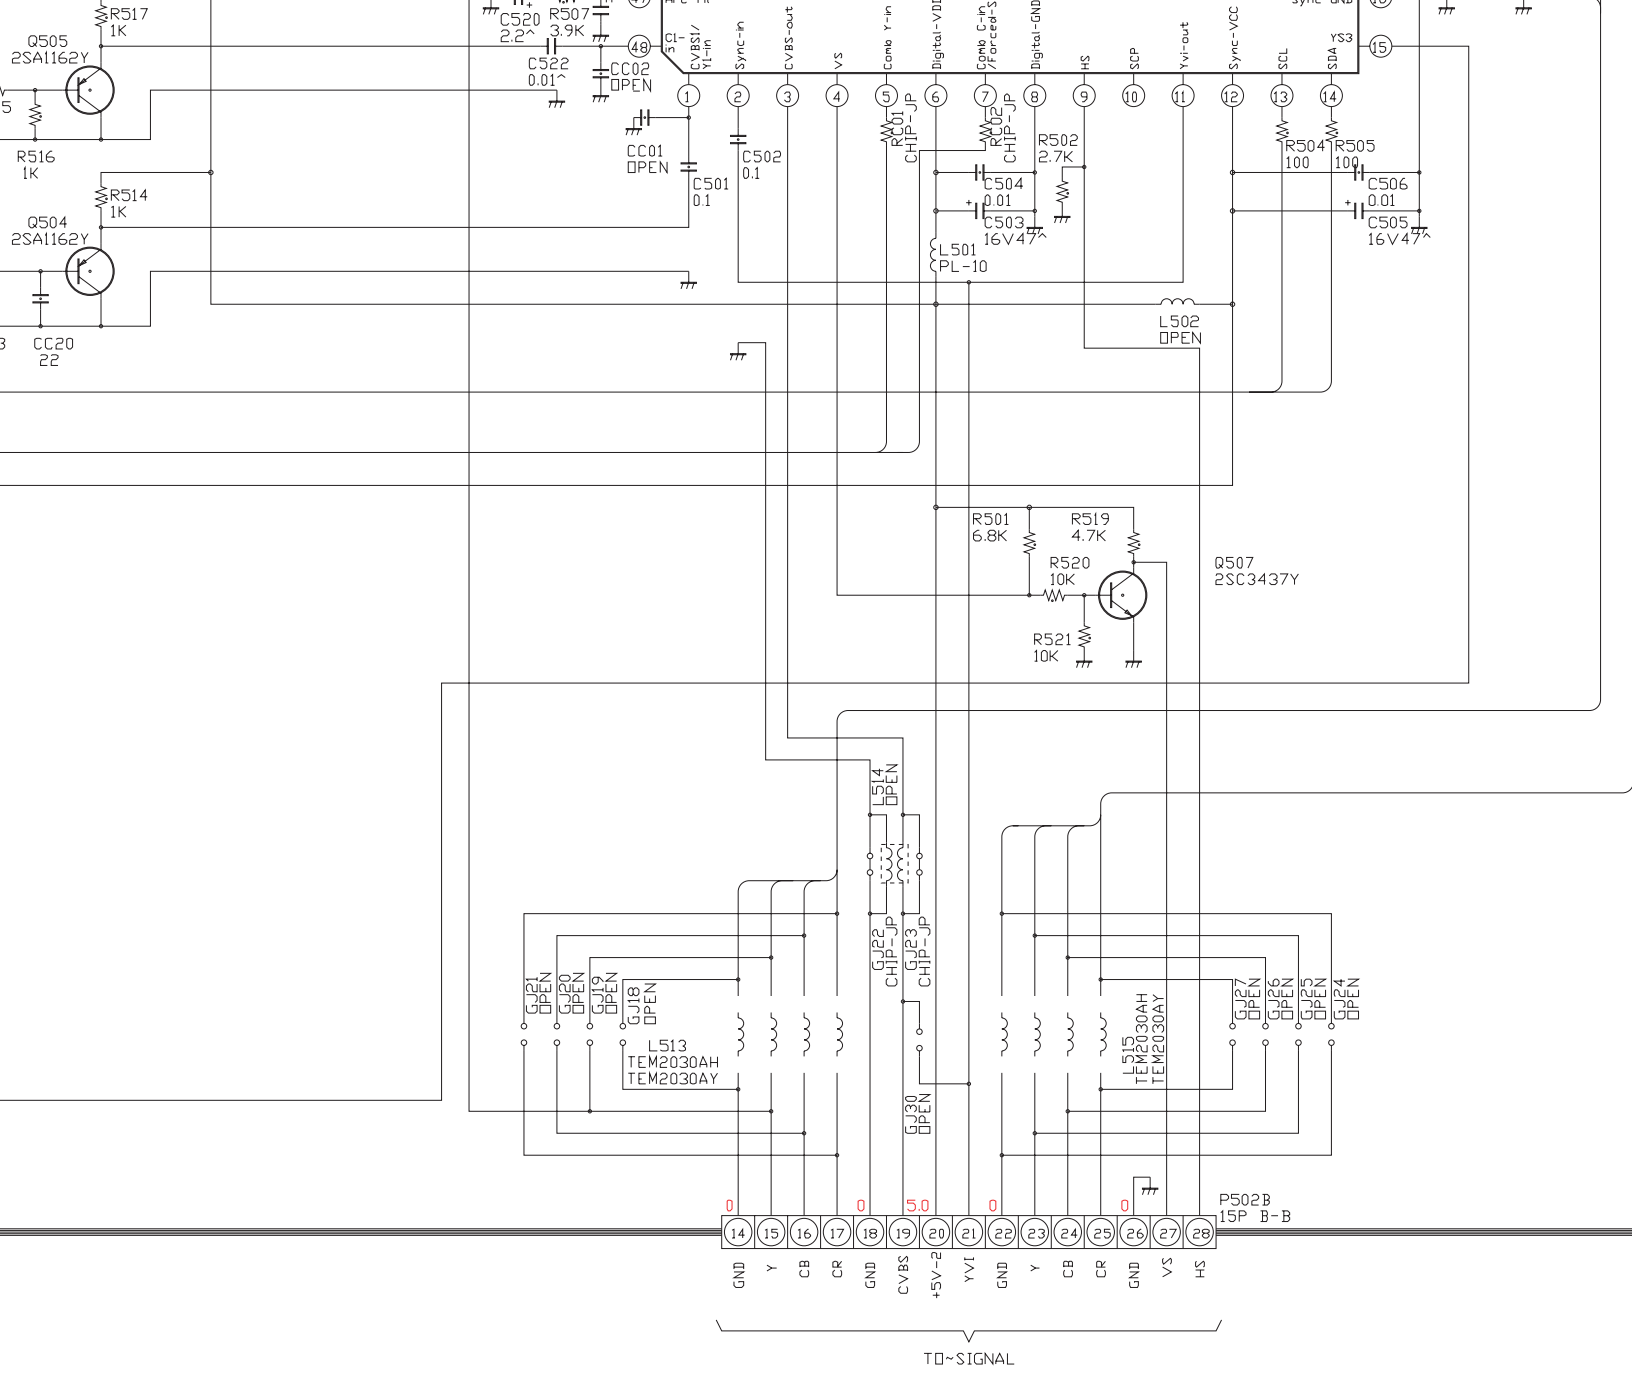 R517
1K
Q505
2SA1162Y
5
R516
1K
R514
1K
Q504
2SA1162Y
3
CC20
22
C520
2.2^
R507
3.9K
C522
0.01^
CC02
OPEN
47
48
C1-
in
CVBS1/
Y1-in
Sync-in
CVBS-out
VS
Comb Y-in
Digital-VDD
Comb C-in
Digital-GND
HS
SCP
Yvi-out
Sync-VCC
SCL
SDA
YS3
15
1
2
3
4
5
6
7
8
9
10
11
12
13
14
CC01
OPEN
C501
0.1
C502
0.1
RC01
CHIP-JP
RC02
CHIP-JP
R502
2.7K
C504
0.01
C503
16V47^
L501
PL-10
R504
100
R505
100
C506
0.01
C505
16V47^
L502
OPEN
R501
6.8K
R519
4.7K
R520
10K
R521
10K
Q507
2SC3437Y
L514
OPEN
GJ22
CHIP-JP
GJ23
CHIP-JP
GJ21
OPEN
GJ20
OPEN
GJ19
OPEN
GJ18
OPEN
L513
TEM2030AH
TEM2030AY
GJ30
OPEN
L515
TEM2030AH
TEM2030AY
GJ27
OPEN
GJ26
OPEN
GJ25
OPEN
GJ24
OPEN
0
0
5.0
0
0
P502B
15P B-B
14
15
16
17
18
19
20
21
22
23
24
25
26
27
28
GND
Y
CB
CR
GND
CVBS
+5V-2
YVI
GND
Y
CB
CR
GND
VS
HS
TO~SIGNAL